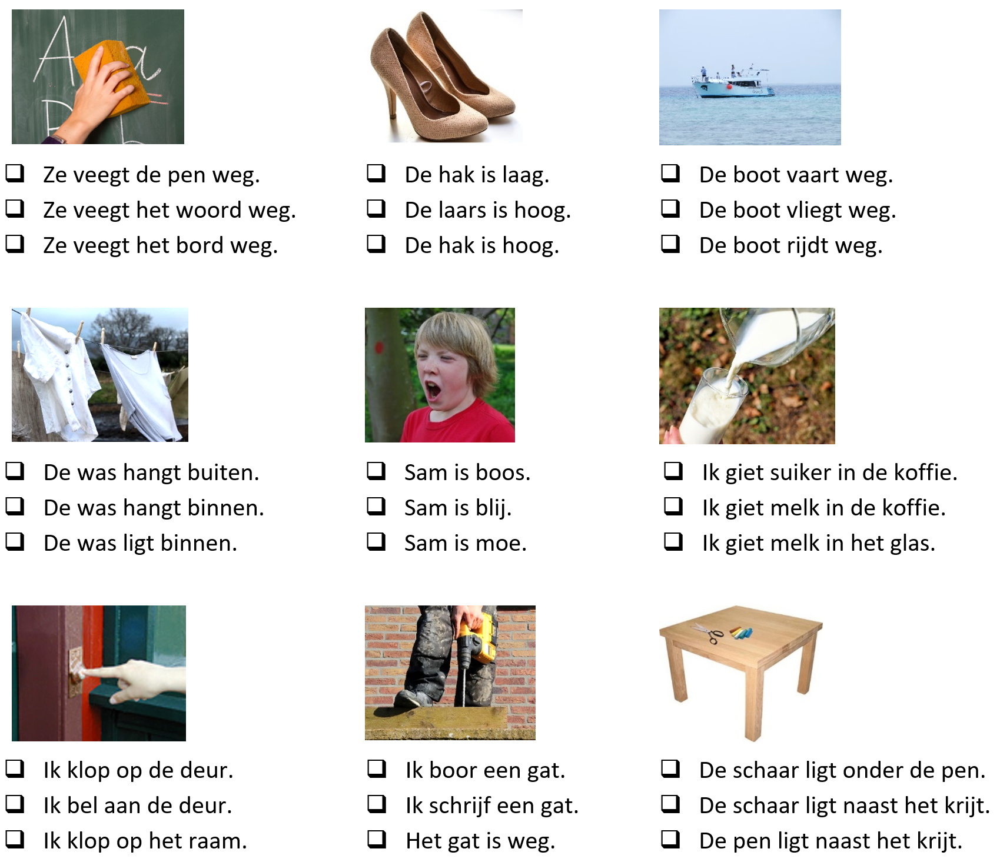 A a
Ze veegt de pen weg.
Ze veegt het woord weg.
Ze veegt het bord weg.
De hak is laag.
De laars is hoog.
De hak is hoog.
De boot vaart weg.
De boot vliegt weg.
De boot rijdt weg.
De was hangt buiten.
De was hangt binnen.
De was ligt binnen.
Sam is boos.
Sam is blij.
Sam is moe.
Ik giet suiker in de koffie.
Ik giet melk in de koffie.
Ik giet melk in het glas.
Ik klop op de deur.
Ik bel aan de deur.
Ik klop op het raam.
Ik boor een gat.
Ik schrijf een gat.
Het gat is weg.
De schaar ligt onder de pen.
De schaar ligt naast het krijt.
De pen ligt naast het krijt.